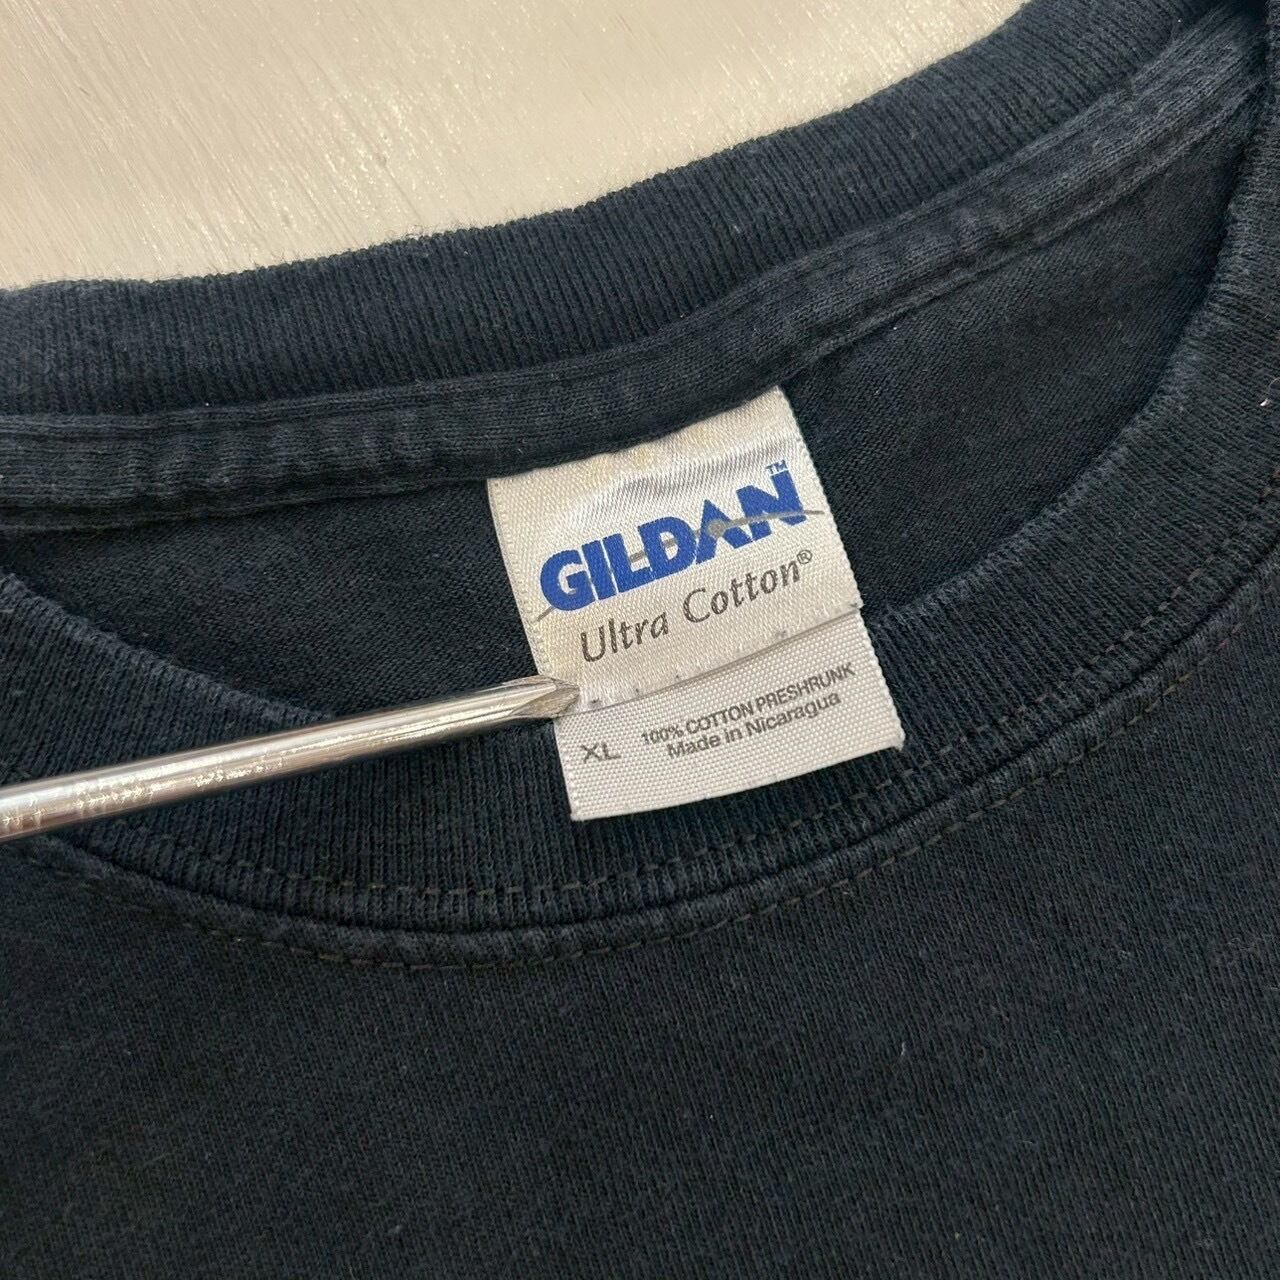 GILDAN™
Ultra Cotton®
XL
100% COTTON PRESHRUNK
Made in Nicaragua